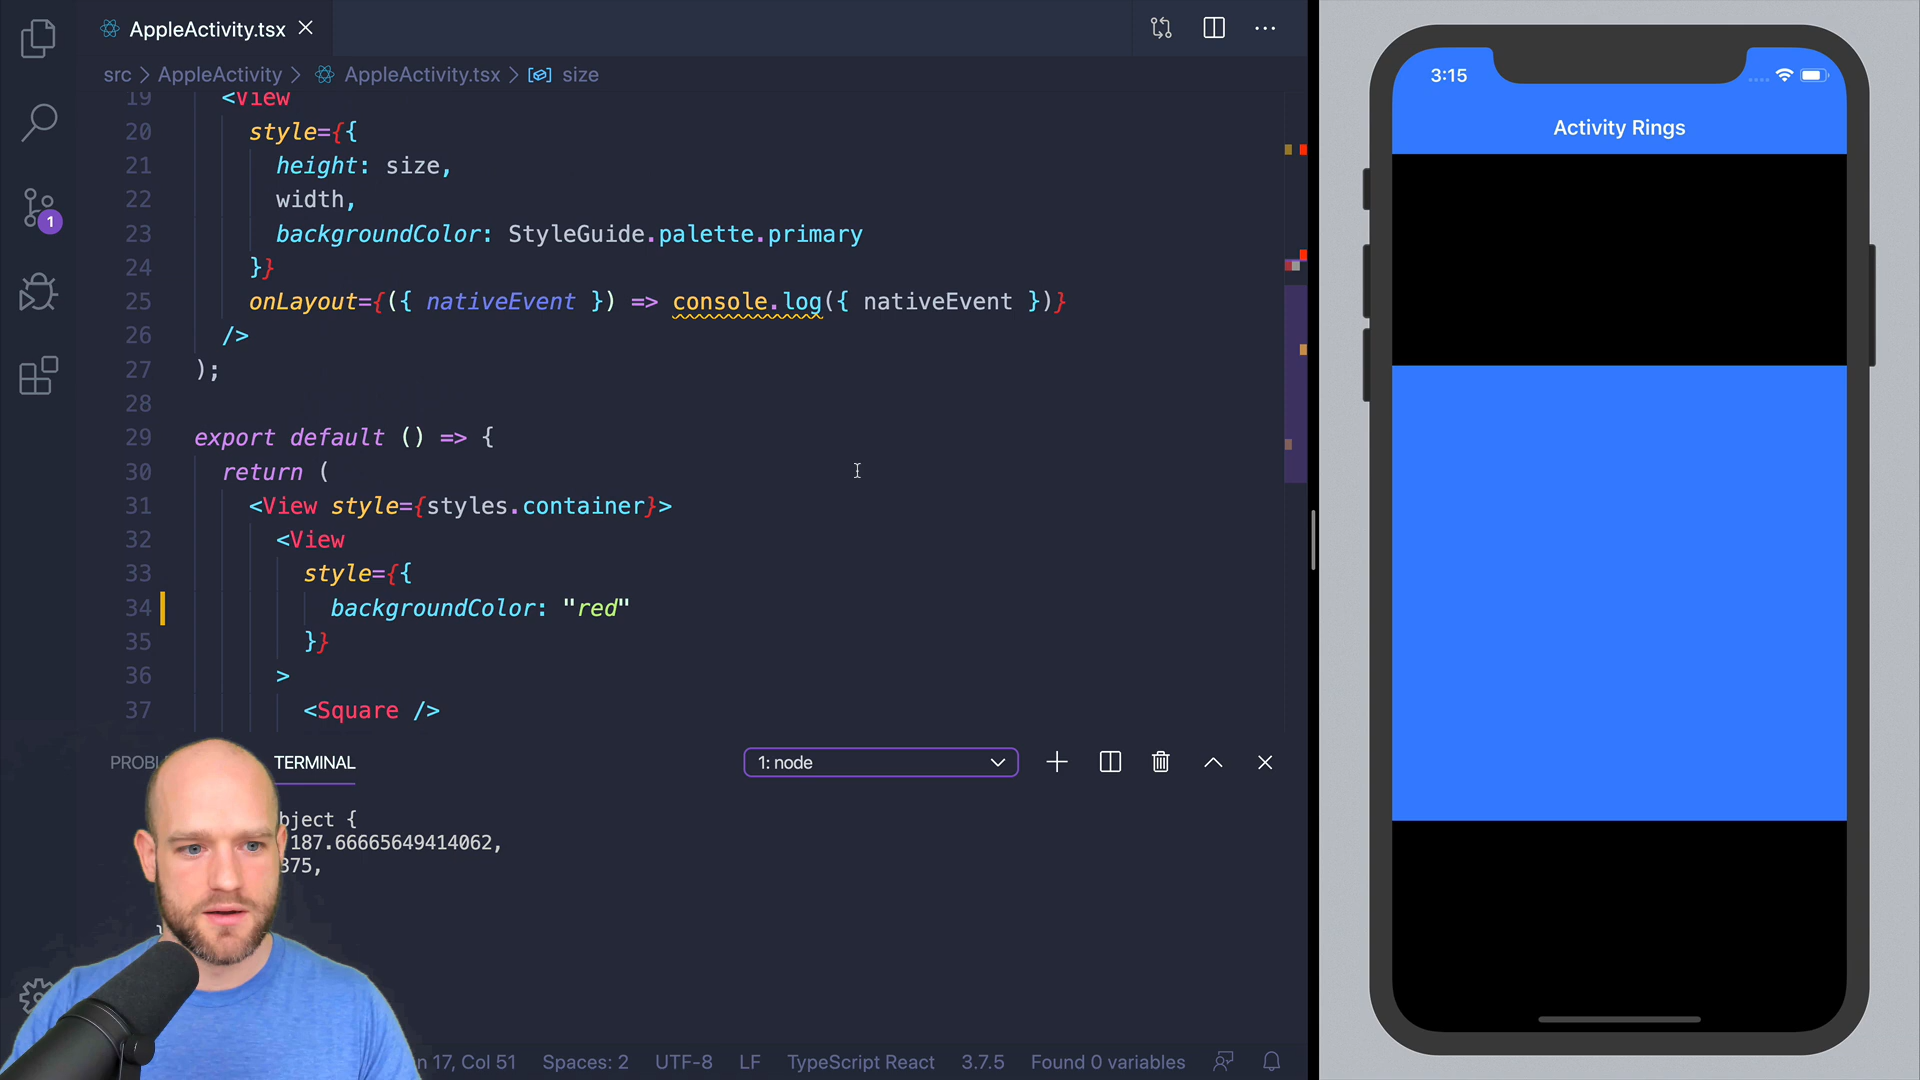 AppleActivity.tsx
src > AppleActivity > AppleActivity.tsx > size
19 <View
20 style={{
21 height: size,
22 width,
23 backgroundColor: StyleGuide.palette.primary
24 }}
25 onLayout={({ nativeEvent }) => console.log({ nativeEvent })}
26 />
27 );
28
29 export default () => {
30 return (
31 <View style={styles.container}>
32 <View
33 style={{
34 backgroundColor: "red"
35 }}
36 >
37 <Square />
1
TERMINAL
1: node
bject {
187.66665649414062,
375,
}
n 17, Col 51
Spaces: 2
UTF-8
LF
TypeScript React
3.7.5
Found 0 variables
3:15
Activity Rings